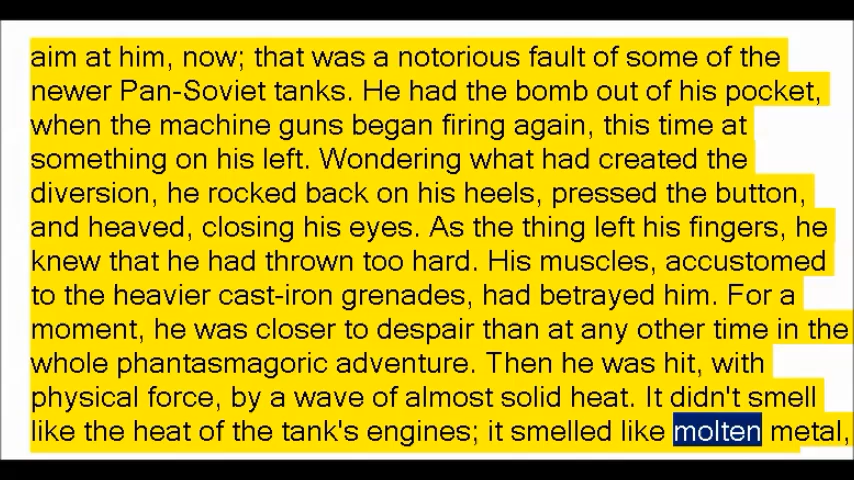 aim at him, now; that was a notorious fault of some of the
newer Pan-Soviet tanks. He had the bomb out of his pocket,
when the machine guns began firing again, this time at
something on his left. Wondering what had created the
diversion, he rocked back on his heels, pressed the button,
and heaved, closing his eyes. As the thing left his fingers, he
knew that he had thrown too hard. His muscles, accustomed
to the heavier cast-iron grenades, had betrayed him. For a
moment, he was closer to despair than at any other time in the
whole phantasmagoric adventure. Then he was hit, with
physical force, by a wave of almost solid heat. It didn't smell
like the heat of the tank's engines; it smelled like molten metal,